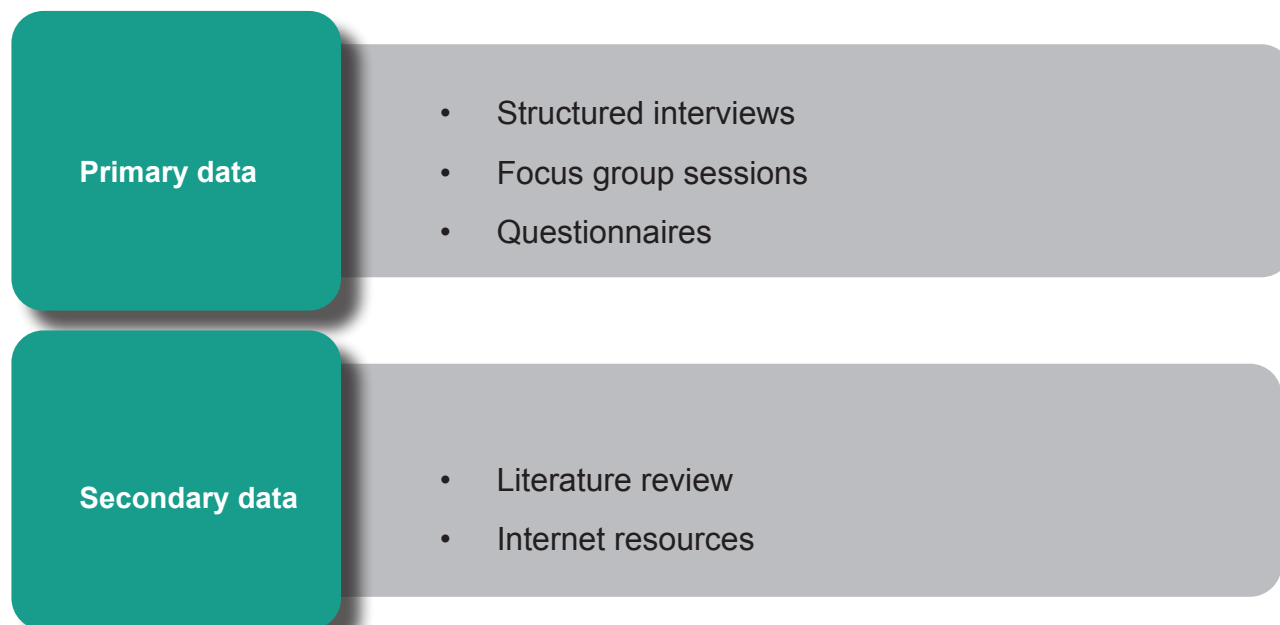 Primary data
• Structured interviews
• Focus group sessions
• Questionnaires
Secondary data
• Literature review
• Internet resources